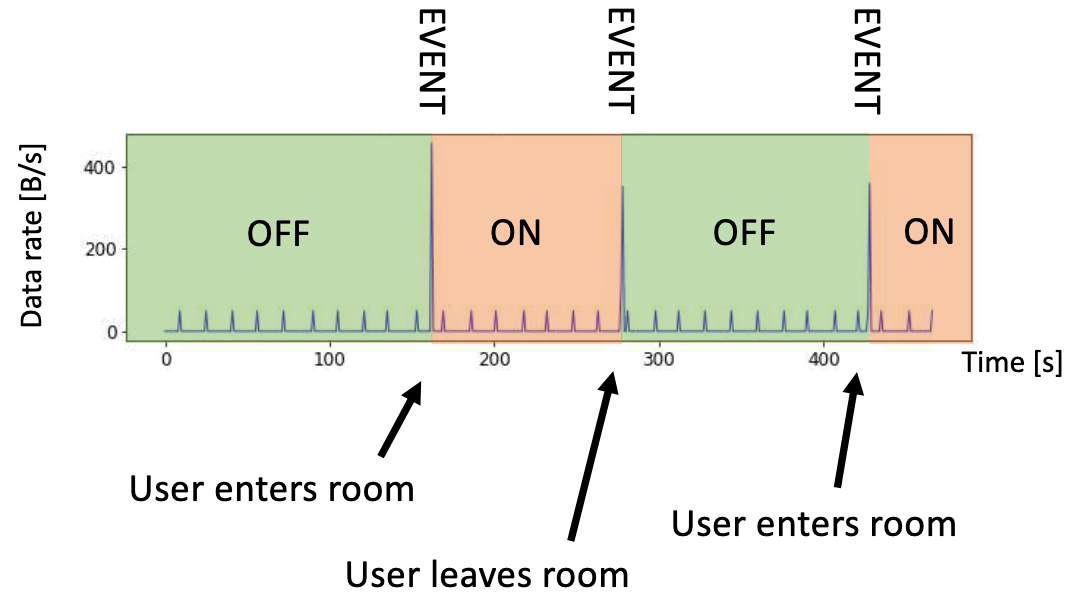 EVENT
EVENT
EVENT
Data rate [B/s]
400
200
0
OFF
ON
OFF
ON
0
100
200
300
400
Time [s]
User enters room
User leaves room
User enters room